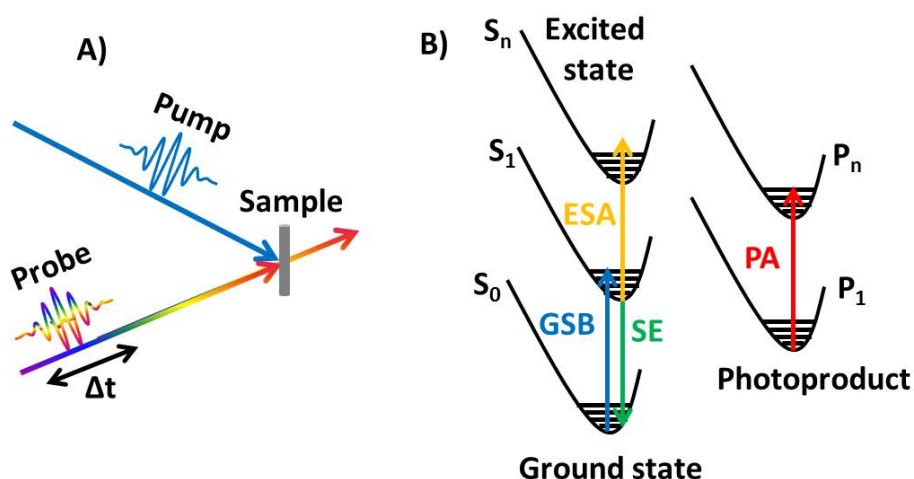 A)
Pump
Sample
Probe
Δt
B)
Sₙ
Excited
state
S₁
ESA
S₀
GSB
SE
Ground state
Pₙ
PA
P₁
Photoproduct